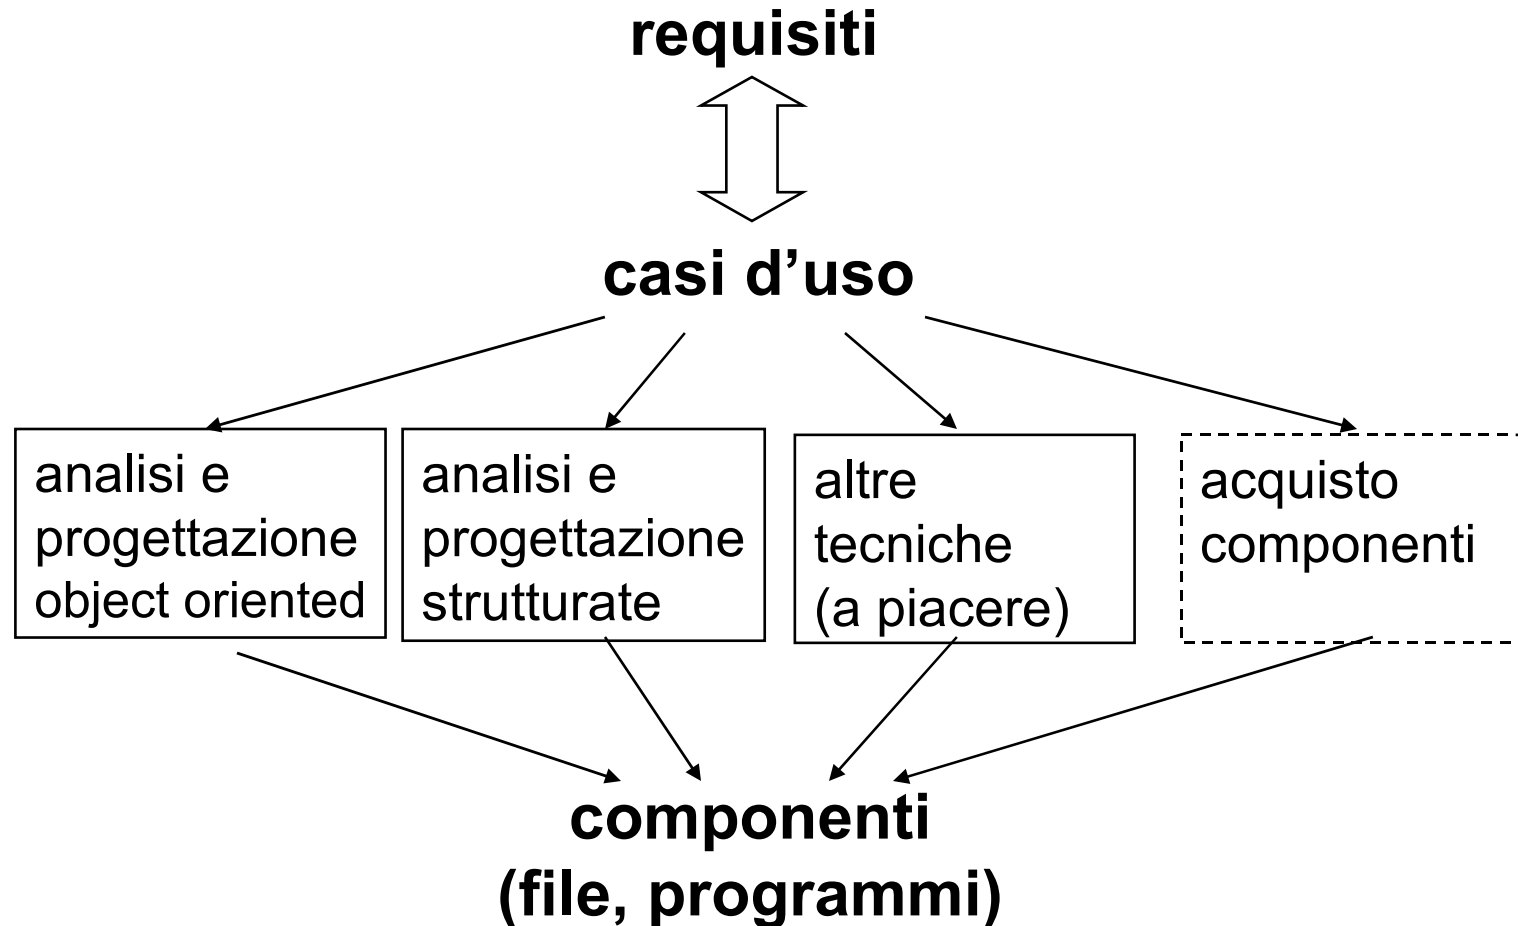 requisiti
casi d’uso
analisi e
progettazione
object oriented
analisi e
progettazione
strutturate
altre
tecniche
(a piacere)
acquisto
componenti
componenti
(file, programmi)